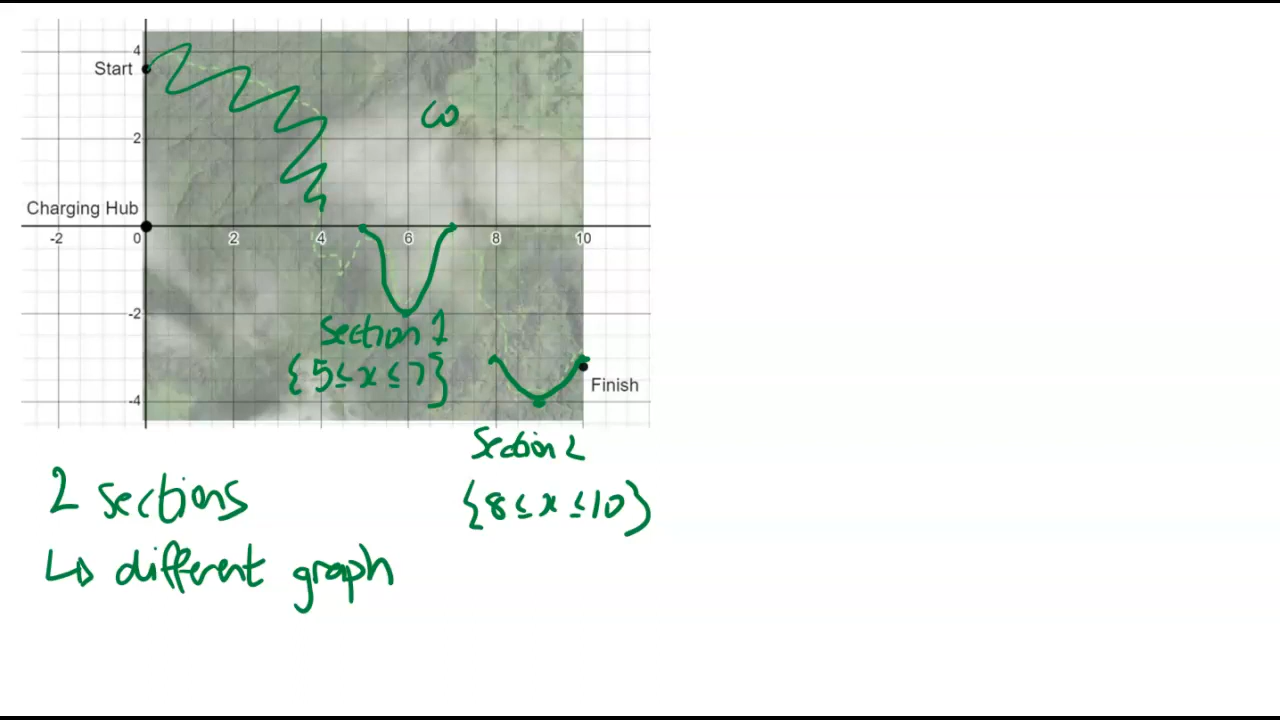 4
Start
co
2
Charging Hub
-2 0 2 4 6 8 10
-2
Section 1
{5≤x≤7}
Finish
-4
Section 2
2 sections
{8≤x≤10}
↳ different graph